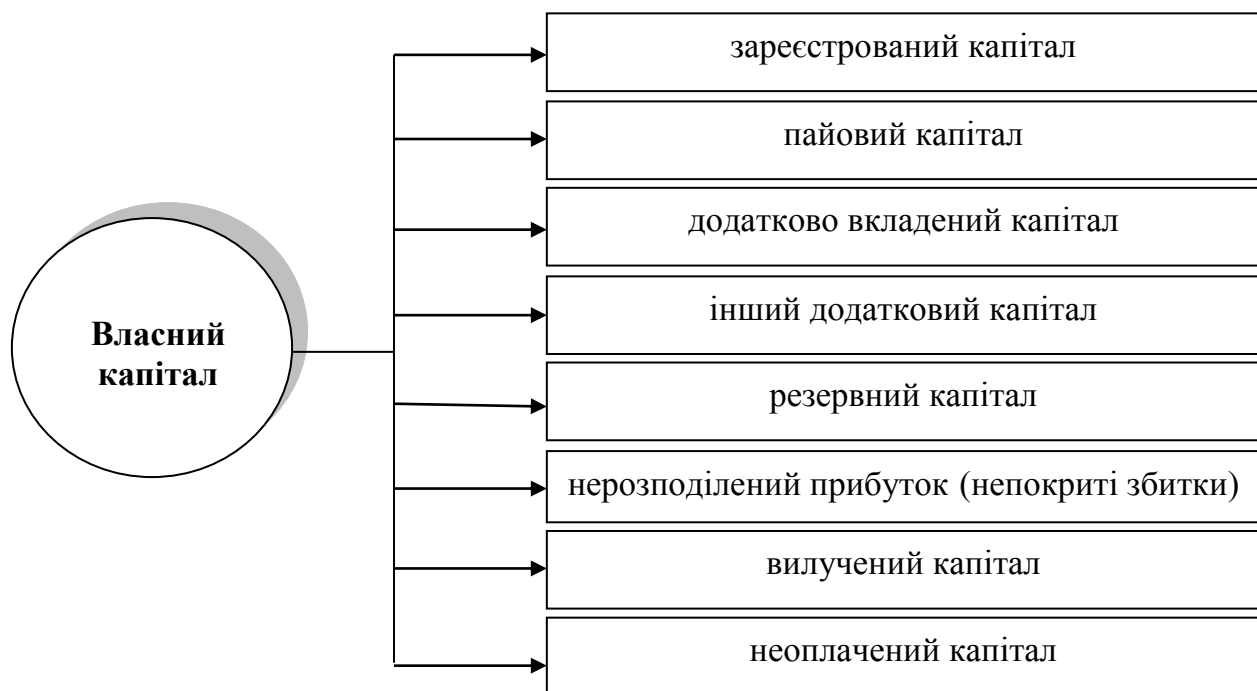 зареєстрований капітал
пайовий капітал
додатково вкладений капітал
інший додатковий капітал
Власний
капітал
резервний капітал
нерозподілений прибуток (непокриті збитки)
вилучений капітал
неоплачений капітал